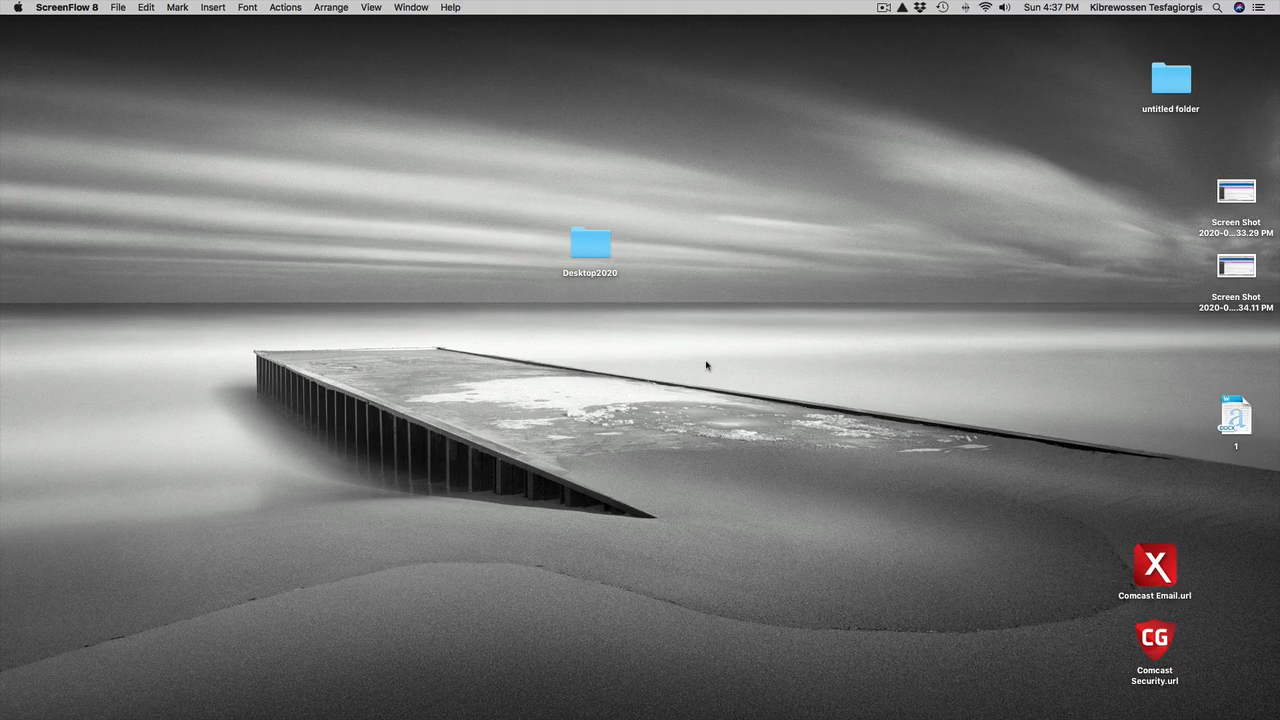 ScreenFlow 8 File Edit Mark Insert Font Actions Arrange View Window Help Sun 4:37 PM Kibrewossen Tesfagiorgis
untitled folder
Screen Shot
2020-0...33.29 PM
Desktop2020
Screen Shot
2020-0....34.11 PM
W
a
DOCX
1
X
Comcast Email.url
CG
Comcast
Security.url